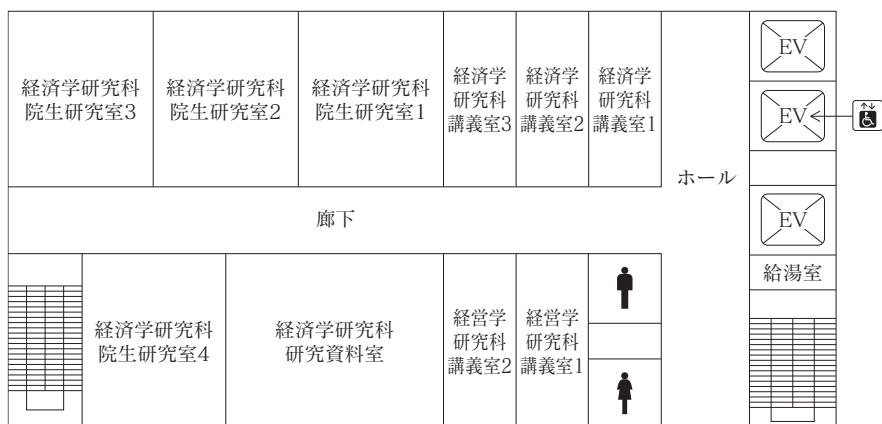 経済学研究科
院生研究室3
経済学研究科
院生研究室2
経済学研究科
院生研究室1
経済学
研究科
講義室3
経済学
研究科
講義室2
経済学
研究科
講義室1
ホール
EV
EV
EV
廊下
給湯室
経済学研究科
院生研究室4
経済学研究科
研究資料室
経営学
研究科
講義室2
経営学
研究科
講義室1